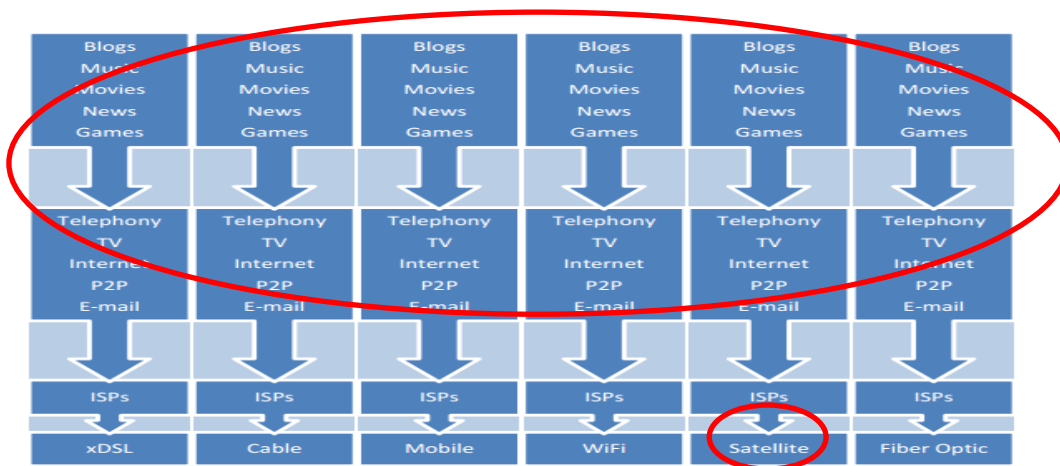 Blogs Blogs Blogs Blogs Blogs Blogs
Music Music Music Music Music Music
Movies Movies Movies Movies Movies Movies
News News News News News News
Games Games Games Games Games Games
Telephony Telephony Telephony Telephony Telephony Telephony
TV TV TV TV TV TV
Internet Internet Internet Internet Internet Internet
P2P P2P P2P P2P P2P P2P
E-mail E-mail E-mail E-mail E-mail E-mail
ISPs ISPs ISPs ISPs ISPs ISPs
xDSL Cable Mobile WiFi Satellite Fiber Optic